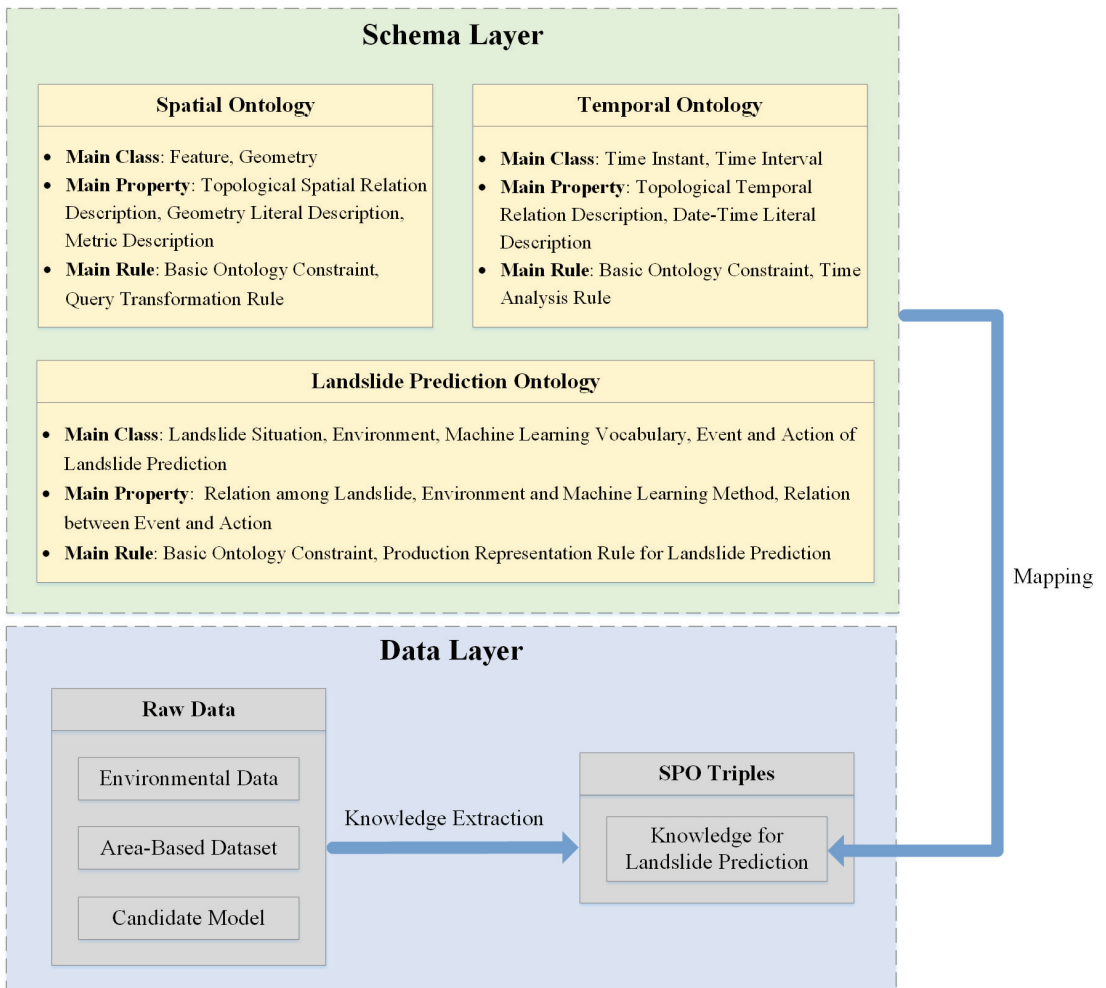 Schema Layer
Spatial Ontology
• Main Class: Feature, Geometry
• Main Property: Topological Spatial Relation
Description, Geometry Literal Description,
Metric Description
• Main Rule: Basic Ontology Constraint,
Query Transformation Rule
Temporal Ontology
• Main Class: Time Instant, Time Interval
• Main Property: Topological Temporal
Relation Description, Date-Time Literal
Description
• Main Rule: Basic Ontology Constraint, Time
Analysis Rule
Landslide Prediction Ontology
• Main Class: Landslide Situation, Environment, Machine Learning Vocabulary, Event and Action of
Landslide Prediction
• Main Property: Relation among Landslide, Environment and Machine Learning Method, Relation
between Event and Action
• Main Rule: Basic Ontology Constraint, Production Representation Rule for Landslide Prediction
Mapping
Data Layer
Raw Data
Environmental Data
Area-Based Dataset
Candidate Model
Knowledge Extraction
SPO Triples
Knowledge for
Landslide Prediction